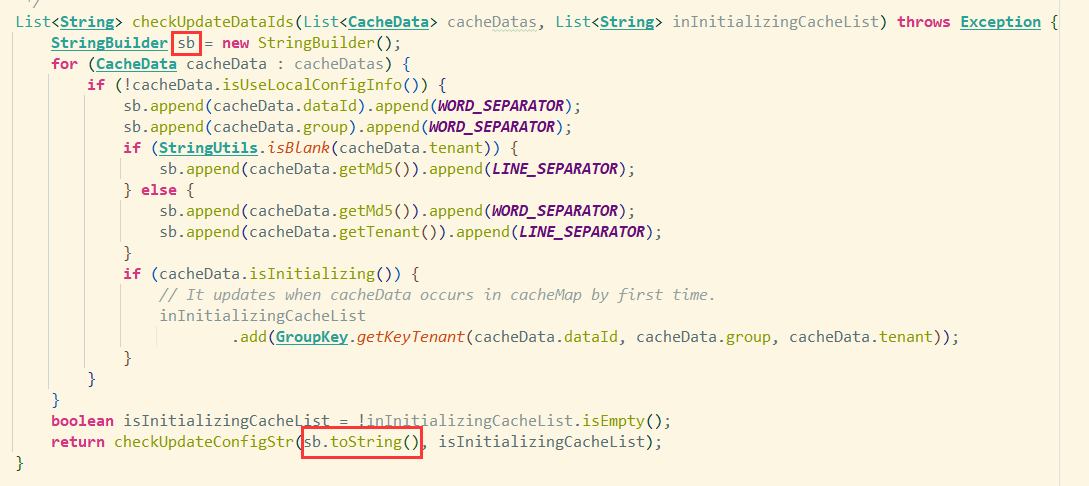 */
List<String> checkUpdateDataIds(List<CacheData> cacheDatas, List<String> inInitializingCacheList) throws Exception {
    StringBuilder sb = new StringBuilder();
    for (CacheData cacheData : cacheDatas) {
        if (!cacheData.isUseLocalConfigInfo()) {
            sb.append(cacheData.dataId).append(WORD_SEPARATOR);
            sb.append(cacheData.group).append(WORD_SEPARATOR);
            if (StringUtils.isBlank(cacheData.tenant)) {
                sb.append(cacheData.getMd5()).append(LINE_SEPARATOR);
            } else {
                sb.append(cacheData.getMd5()).append(WORD_SEPARATOR);
                sb.append(cacheData.getTenant()).append(LINE_SEPARATOR);
            }
            if (cacheData.isInitializing()) {
                // It updates when cacheData occurs in cacheMap by first time.
                inInitializingCacheList
                        .add(GroupKey.getKeyTenant(cacheData.dataId, cacheData.group, cacheData.tenant));
            }
        }
    }
    boolean isInitializingCacheList = !inInitializingCacheList.isEmpty();
    return checkUpdateConfigStr(sb.toString(), isInitializingCacheList);
}